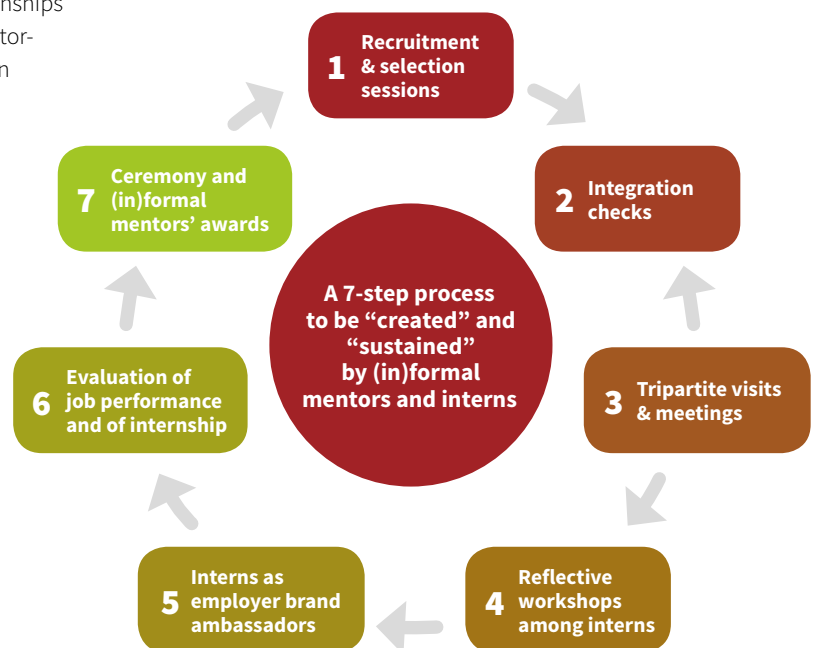 nships
tor-
n
1
Recruitment
& selection
sessions
2
Integration
checks
3
Tripartite visits
& meetings
4
Reflective
workshops
among interns
5
Interns as
employer brand
ambassadors
6
Evaluation of
job performance
and of internship
7
Ceremony and
(in)formal
mentors’ awards
A 7-step process
to be “created” and
“sustained”
by (in)formal
mentors and interns